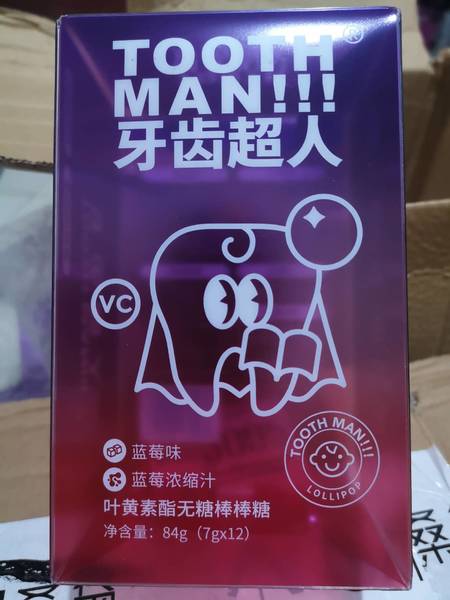 TOOTH®
MAN!!!
牙齿超人
VC
蓝莓味
蓝莓浓缩汁
叶黄素酯无糖棒棒糖
净含量：84g（7gx12）
TOOTH MAN!!!
LOLLIPOP